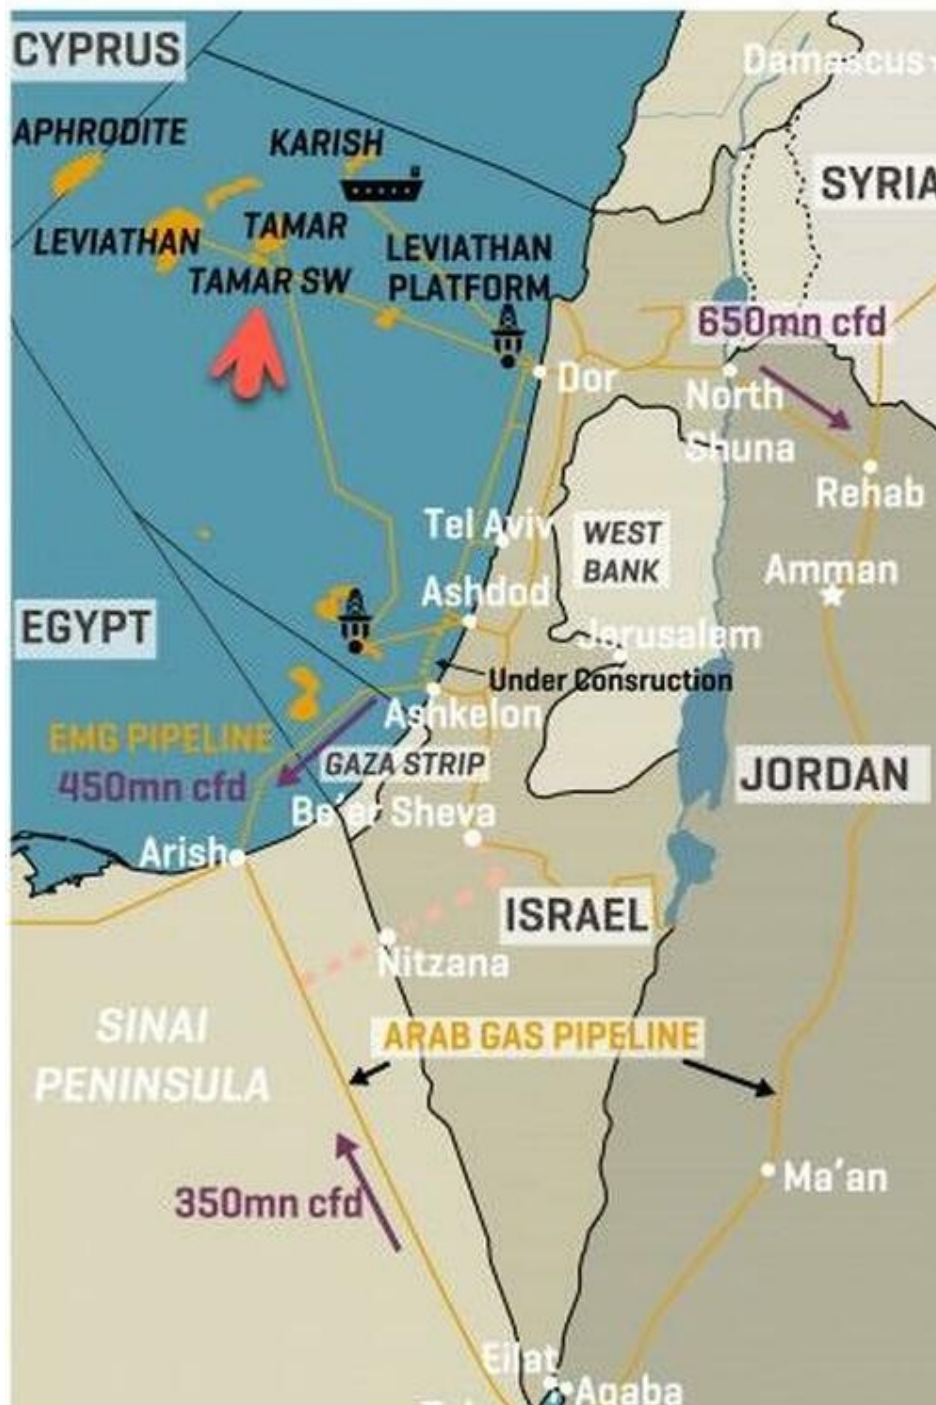 CYPRUS
Damascus
APHRODITE
KARISH
SYRIA
TAMAR
LEVIATHAN
LEVIATHAN
PLATFORM
TAMAR SW
650mn cfd
Dor
North
Shuna
Rehab
Tel Aviv
WEST
BANK
Amman
Ashdod
EGYPT
Jerusalem
Under Consruction
Ashkelon
EMG PIPELINE
GAZA STRIP
450mn cfd
JORDAN
Be'er Sheva
Arish
ISRAEL
Nitzana
SINAI
PENINSULA
ARAB GAS PIPELINE
Ma'an
350mn cfd
Eilat
Aqaba